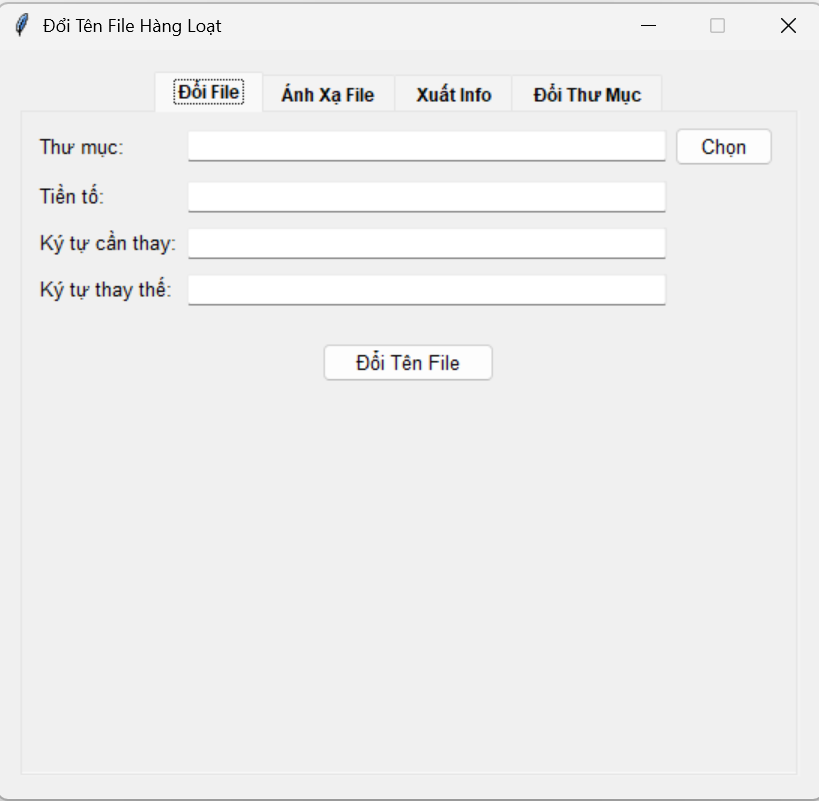 Đổi Tên File Hàng Loạt
Đổi File Ánh Xạ File Xuất Info Đổi Thư Mục
Thư mục: Chọn
Tiền tố:
Ký tự cần thay:
Ký tự thay thế:
Đổi Tên File